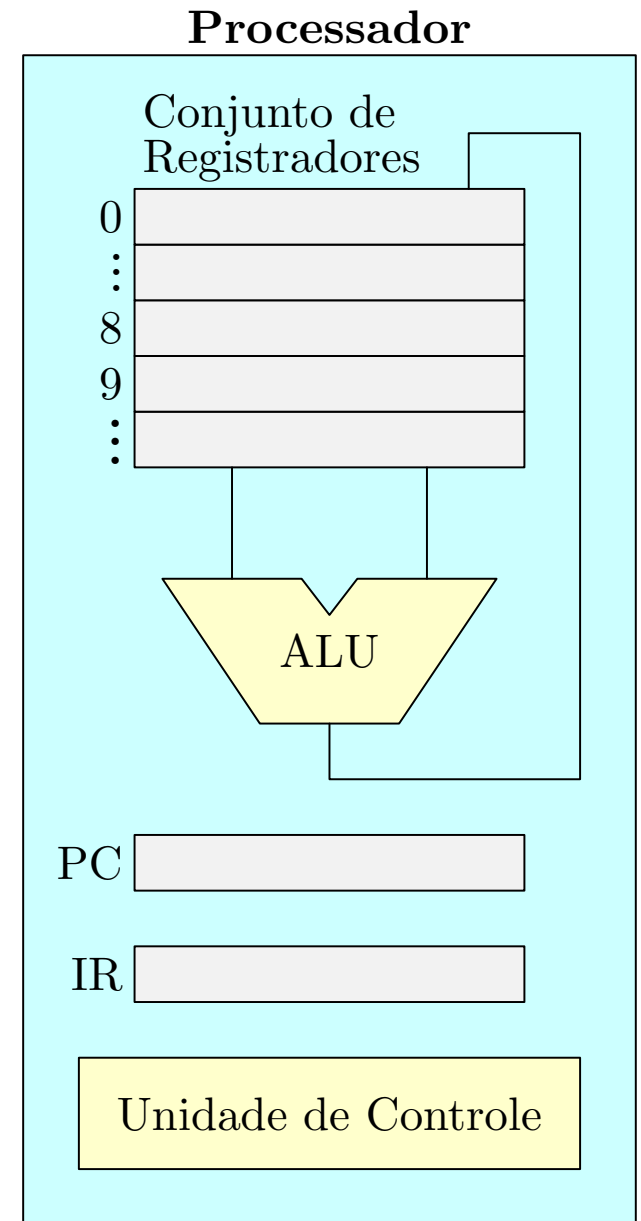 Processador
Conjunto de
Registradores
0
⋮
8
9
⋮
ALU
PC
IR
Unidade de Controle